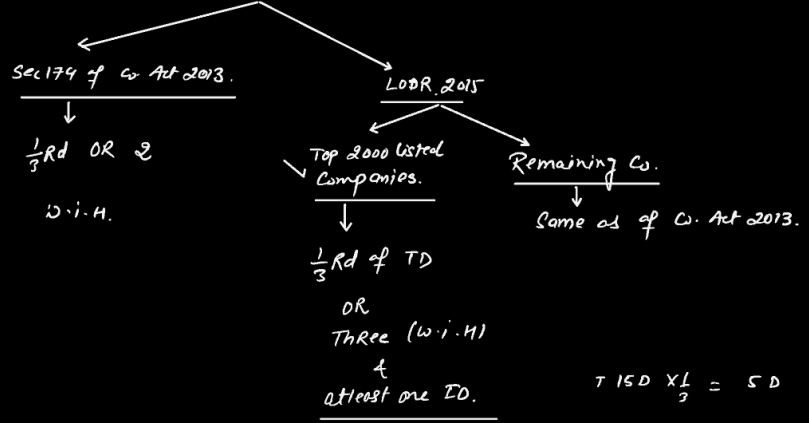 Sec 174 of Co Act 2013.
1/3 Rd OR 2
W.i.H.
LODR. 2015
Top 2000 listed
Companies.
1/3 Rd of TD
OR
Three (W.i.H)
&
atleast one ID.
Remaining Co.
Same as of Co. Act 2013.
T 15D × 1/3 = 5 D